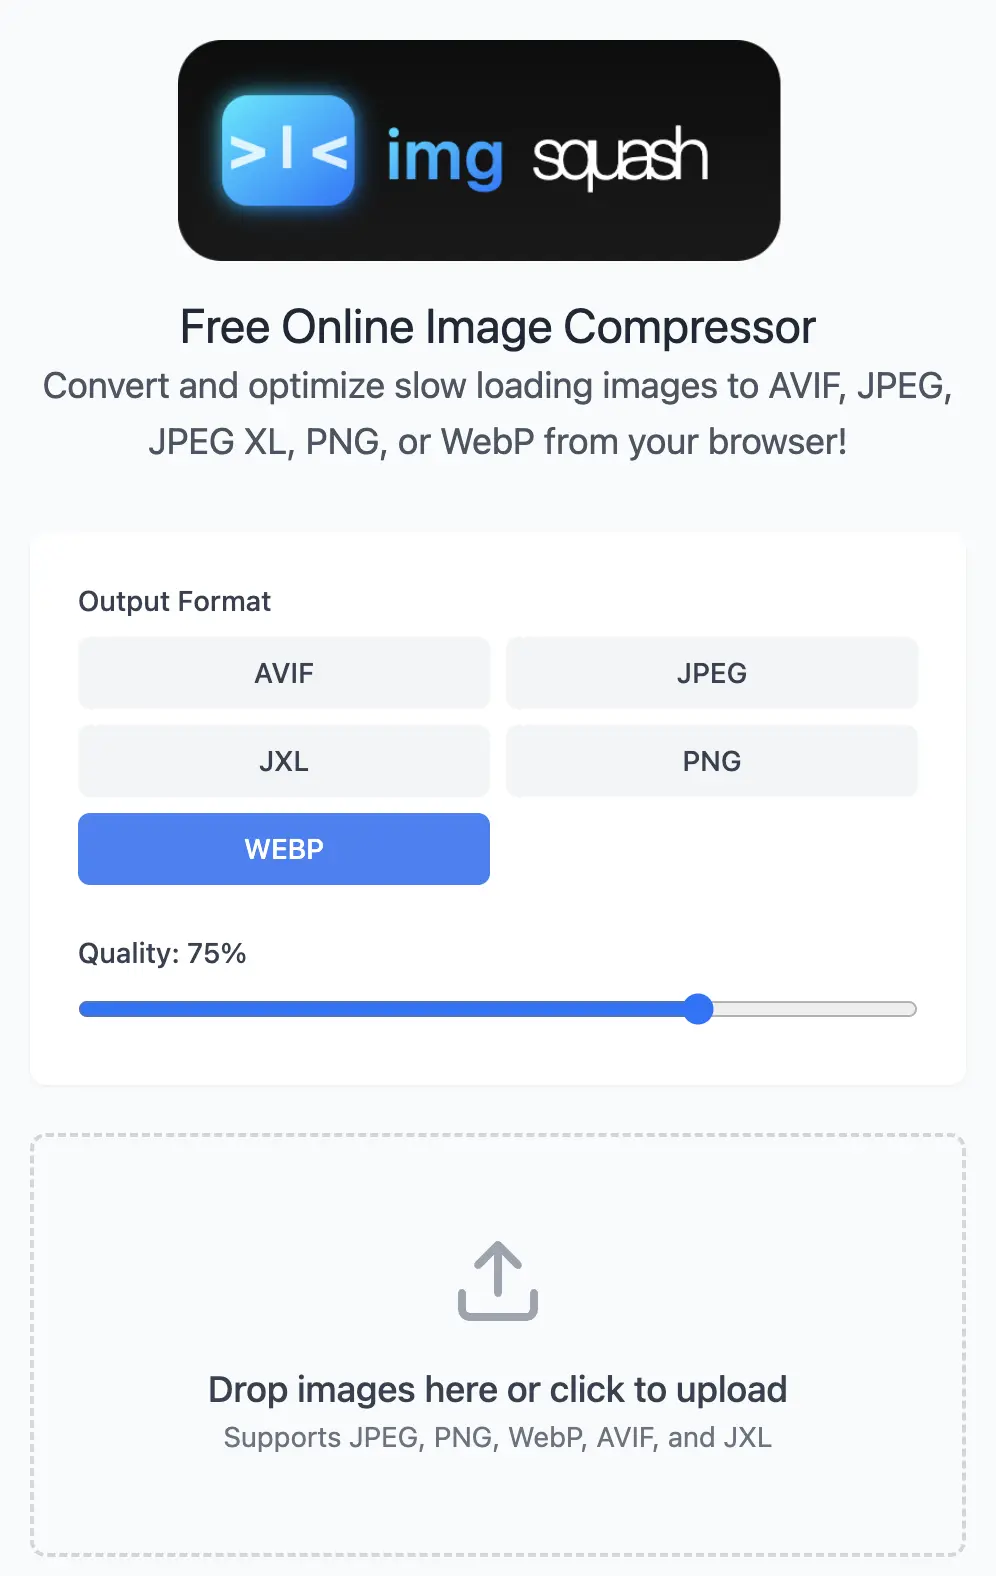 >|< img squash
Free Online Image Compressor
Convert and optimize slow loading images to AVIF, JPEG,
JPEG XL, PNG, or WebP from your browser!
Output Format
AVIF JPEG
JXL PNG
WEBP
Quality: 75%
Drop images here or click to upload
Supports JPEG, PNG, WebP, AVIF, and JXL